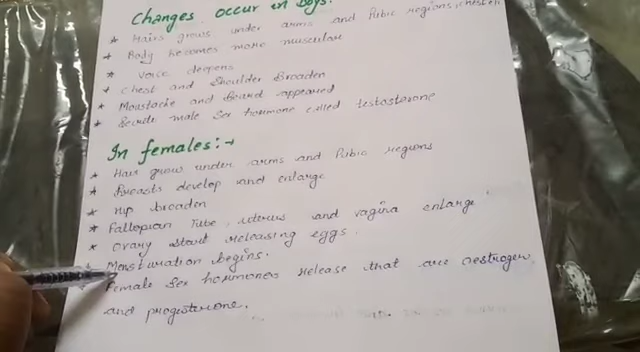 Changes occur in boys:
* Hairs grows under arms and Pubic regions, chest etc
* Body becomes more muscular
* Voice deepens
* Chest and Shoulder Broaden
* Moustache and Beard appeared
* Secrete male sex hormone called testosterone
In females:→
* Hair grows under arms and Pubic regions
* Breasts develop and enlarge
* Hip broaden
* Fallopian Tube, uterus and vagina enlarge
* Ovary start releasing eggs.
* Mensturation begins.
Female sex hormones release that are oestrogen
and progesterone.